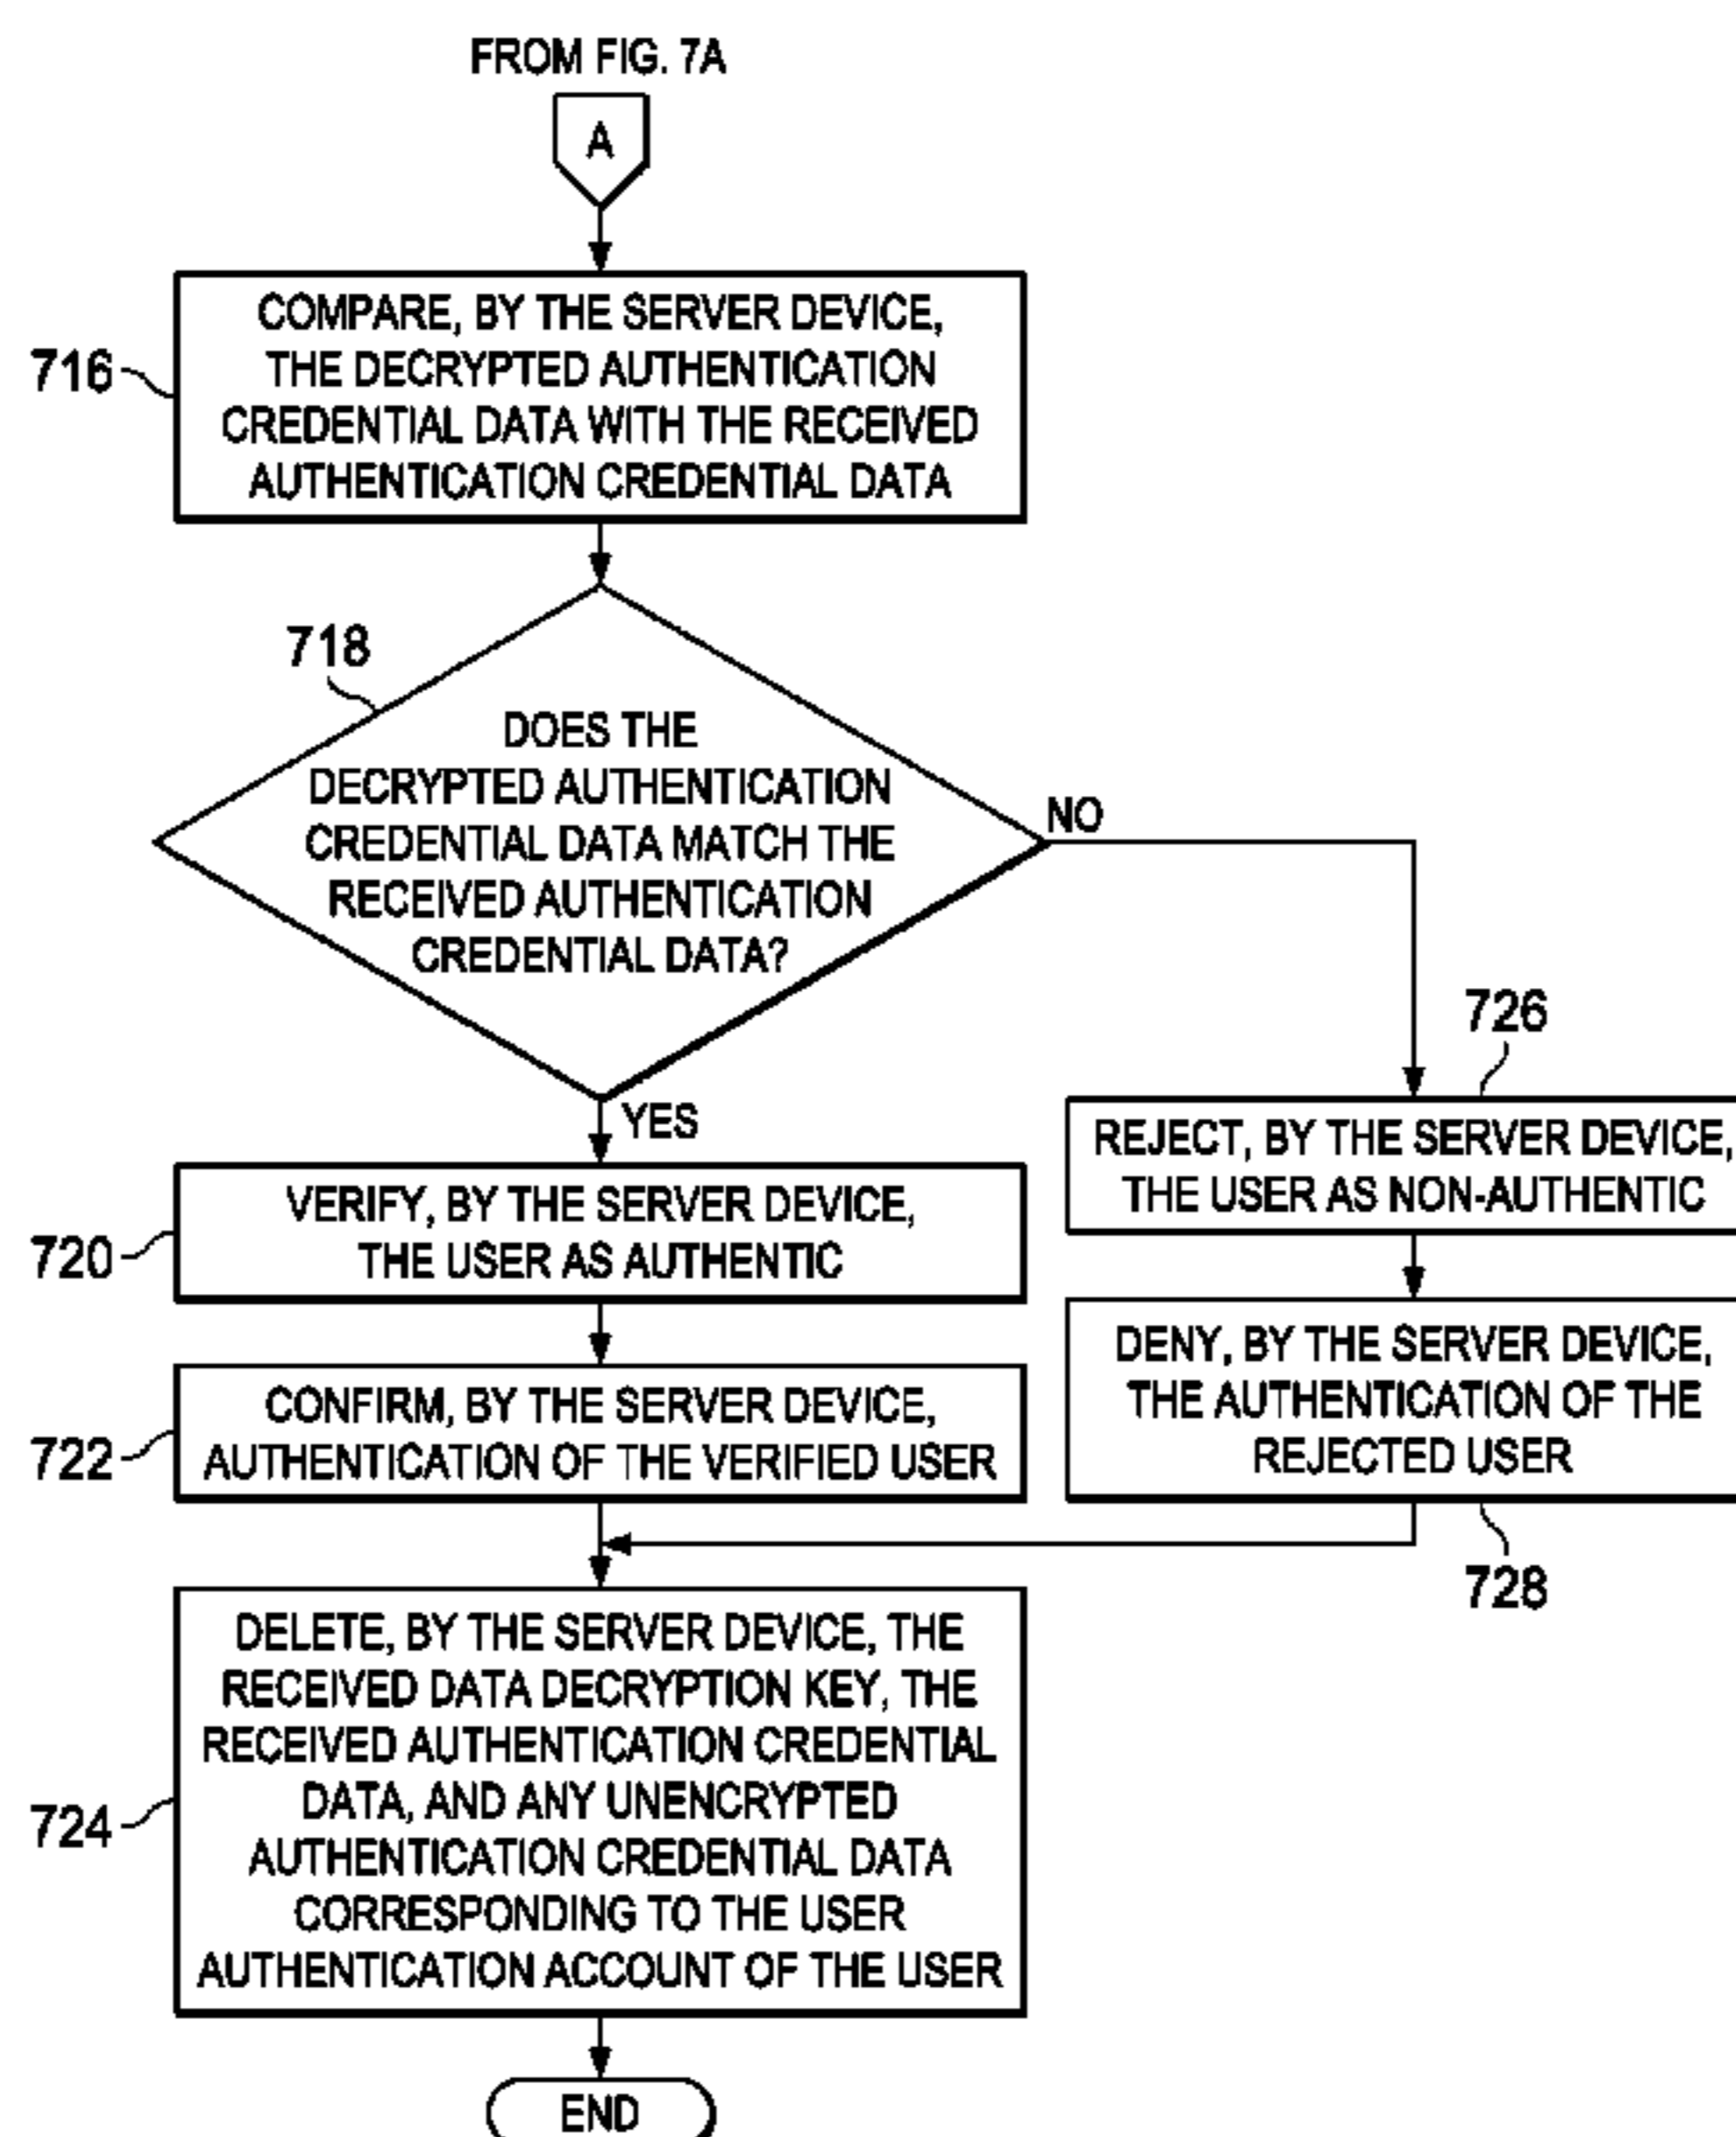 FROM FIG. 7A
A
716
COMPARE, BY THE SERVER DEVICE,
THE DECRYPTED AUTHENTICATION
CREDENTIAL DATA WITH THE RECEIVED
AUTHENTICATION CREDENTIAL DATA
718
DOES THE
DECRYPTED AUTHENTICATION
CREDENTIAL DATA MATCH THE
RECEIVED AUTHENTICATION
CREDENTIAL DATA?
NO
YES
720
VERIFY, BY THE SERVER DEVICE,
THE USER AS AUTHENTIC
722
CONFIRM, BY THE SERVER DEVICE,
AUTHENTICATION OF THE VERIFIED USER
726
REJECT, BY THE SERVER DEVICE,
THE USER AS NON-AUTHENTIC
DENY, BY THE SERVER DEVICE,
THE AUTHENTICATION OF THE
REJECTED USER
728
724
DELETE, BY THE SERVER DEVICE, THE
RECEIVED DATA DECRYPTION KEY, THE
RECEIVED AUTHENTICATION CREDENTIAL
DATA, AND ANY UNENCRYPTED
AUTHENTICATION CREDENTIAL DATA
CORRESPONDING TO THE USER
AUTHENTICATION ACCOUNT OF THE USER
END